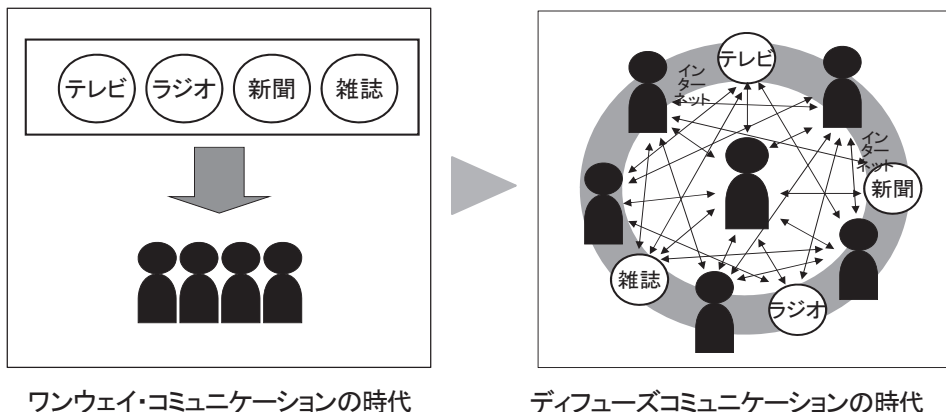 テレビ
ラジオ
新聞
雑誌
ワンウェイ・コミュニケーションの時代
テレビ
イン
ター
ネット
イン
ター
ネット
新聞
雑誌
ラジオ
ディフューズコミュニケーションの時代